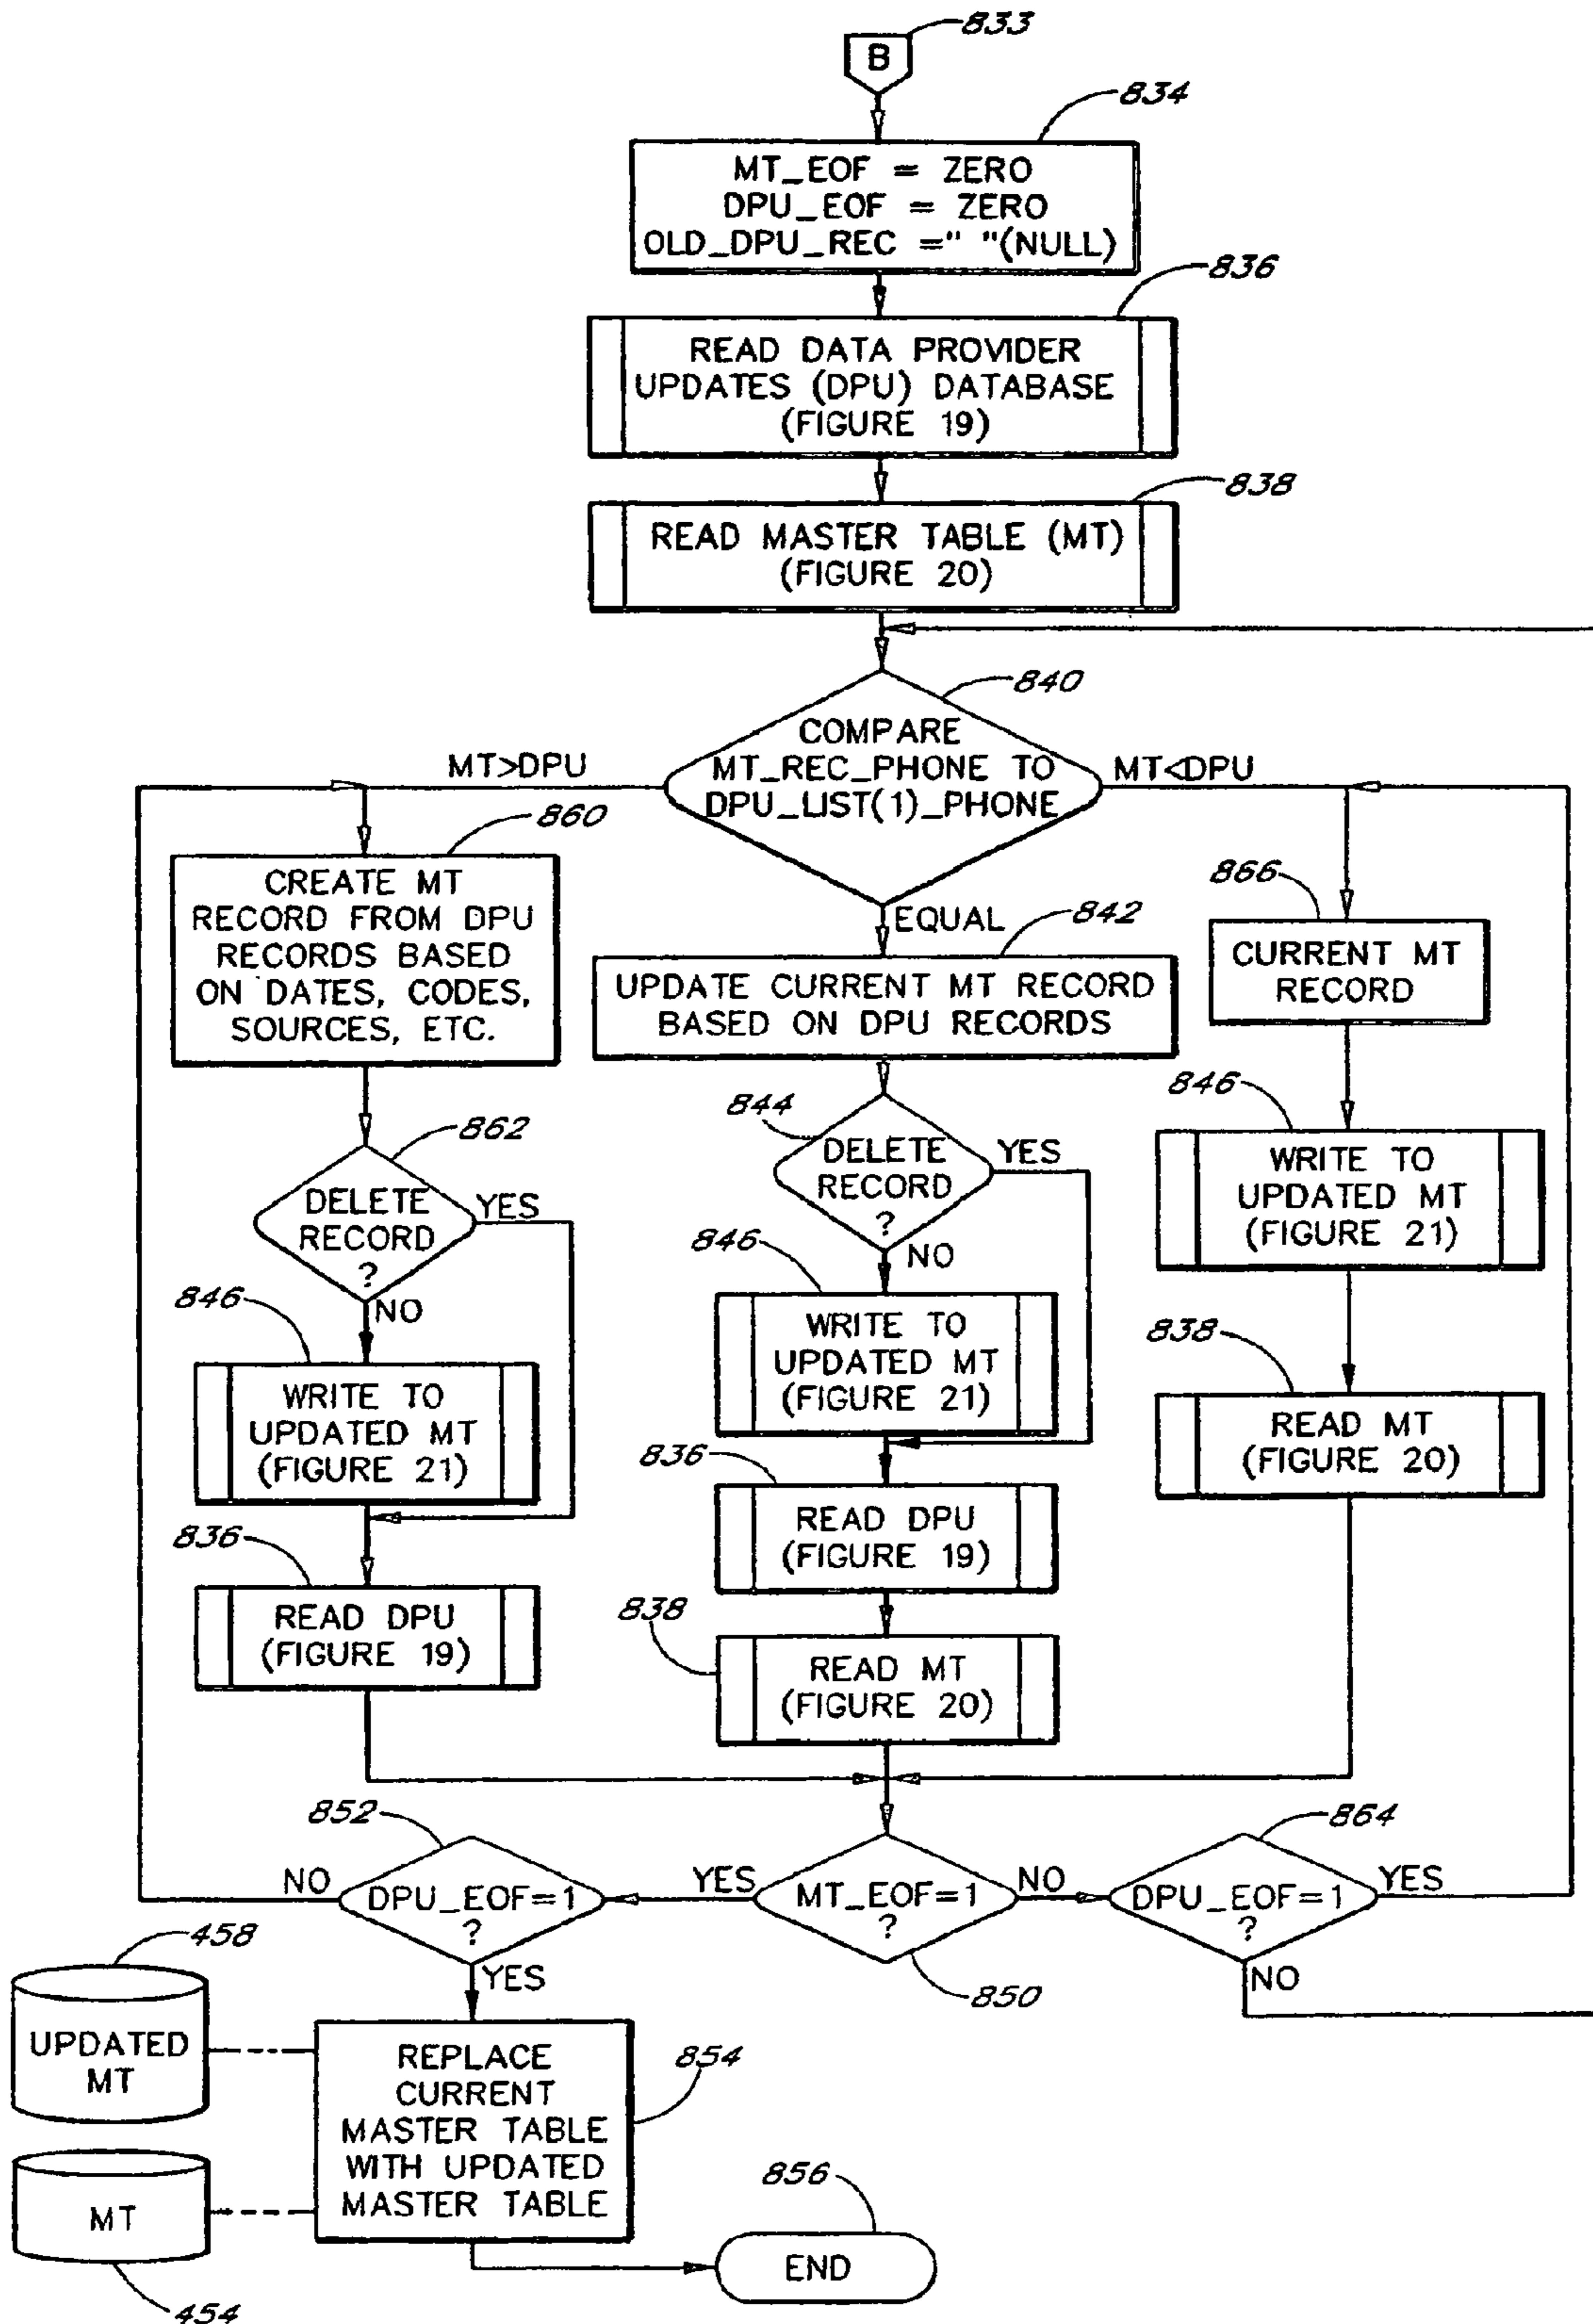 833
B
834
MT_EOF = ZERO
DPU_EOF = ZERO
OLD_DPU_REC =" "(NULL)
836
READ DATA PROVIDER
UPDATES (DPU) DATABASE
(FIGURE 19)
838
READ MASTER TABLE (MT)
(FIGURE 20)
840
COMPARE
MT_REC_PHONE TO
DPU_LIST(1)_PHONE
MT>DPU
MT<DPU
EQUAL
860
CREATE MT
RECORD FROM DPU
RECORDS BASED
ON DATES, CODES,
SOURCES, ETC.
862
DELETE
RECORD
?
YES
NO
846
WRITE TO
UPDATED MT
(FIGURE 21)
836
READ DPU
(FIGURE 19)
842
UPDATE CURRENT MT RECORD
BASED ON DPU RECORDS
844
DELETE
RECORD
?
YES
NO
846
WRITE TO
UPDATED MT
(FIGURE 21)
836
READ DPU
(FIGURE 19)
838
READ MT
(FIGURE 20)
866
CURRENT MT
RECORD
846
WRITE TO
UPDATED MT
(FIGURE 21)
838
READ MT
(FIGURE 20)
852
NO
DPU_EOF=1
?
YES
YES
MT_EOF=1
?
850
NO
864
DPU_EOF=1
?
YES
NO
458
UPDATED
MT
MT
454
REPLACE
CURRENT
MASTER TABLE
WITH UPDATED
MASTER TABLE
854
856
END